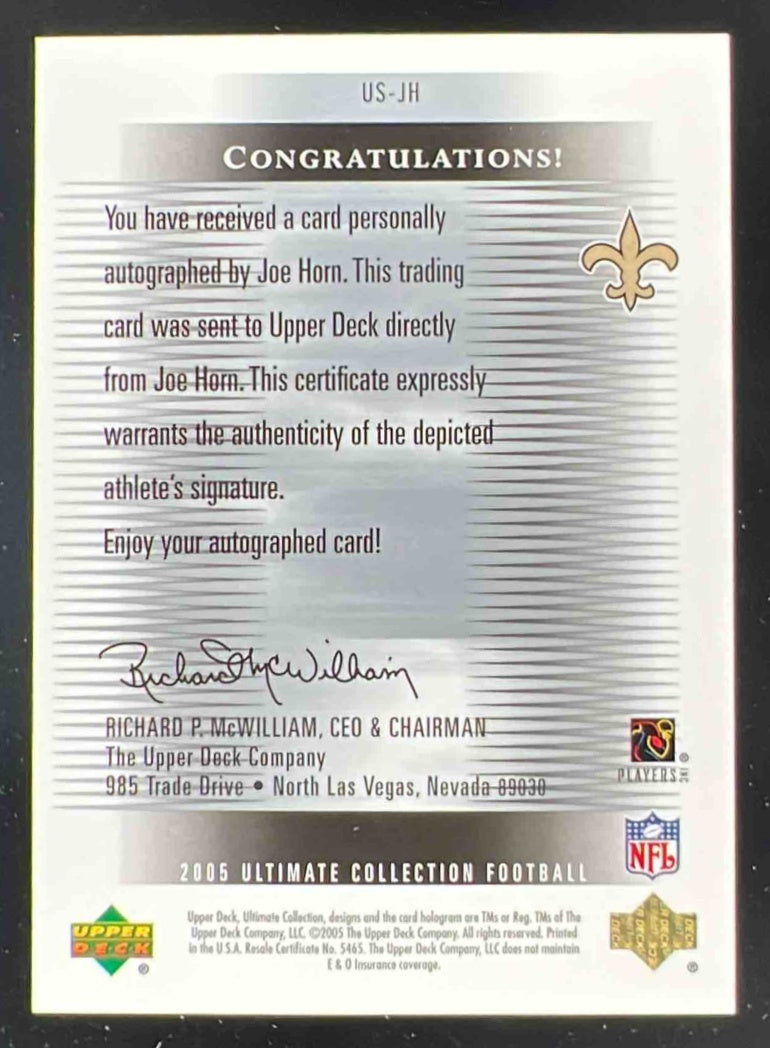 US-JH
CONGRATULATIONS!
You have received a card personally
autographed by Joe Horn. This trading
card was sent to Upper Deck directly
from Joe Horn. This certificate expressly
warrants the authenticity of the depicted
athlete's signature.
Enjoy your autographed card!
Richard McWilliam
RICHARD P. McWILLIAM, CEO & CHAIRMAN
The Upper Deck Company
985 Trade Drive • North Las Vegas, Nevada 89030
PLAYERS INC ®
NFL
2005 ULTIMATE COLLECTION FOOTBALL
UPPER
DECK ®
Upper Deck, Ultimate Collection, designs and the card hologram are TMs or Reg. TMs of The
Upper Deck Company, LLC. ©2005 The Upper Deck Company. All rights reserved. Printed
in the U.S.A. Resale Certificate No. 5465. The Upper Deck Company, LLC does not maintain
E & O Insurance coverage.
®